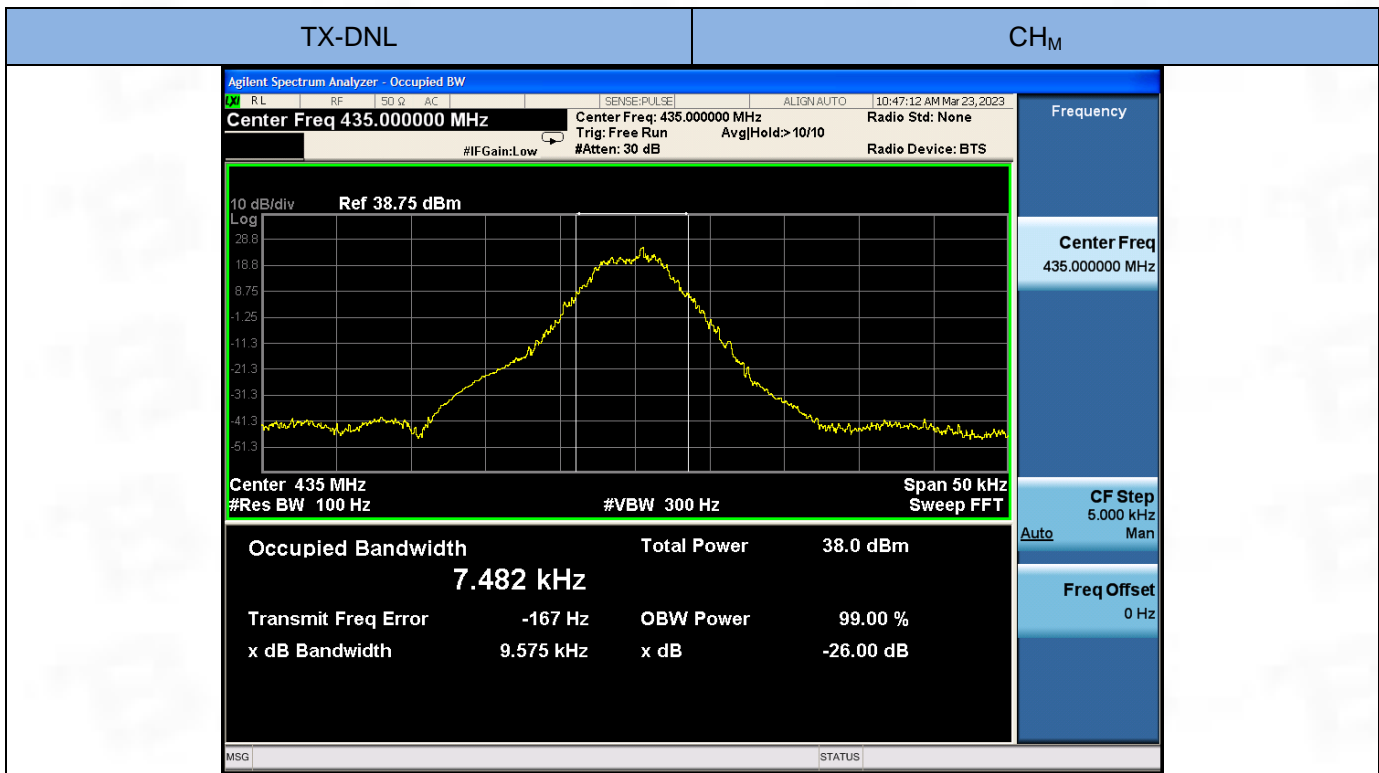 TX-DNL CHM
Agilent Spectrum Analyzer - Occupied BW
LXI RL RF 50 Ω AC SENSE:PULSE ALIGN AUTO 10:47:12 AM Mar 23, 2023
Center Freq 435.000000 MHz Center Freq: 435.000000 MHz Radio Std: None
Trig: Free Run Avg|Hold:> 10/10
#IFGain:Low #Atten: 30 dB Radio Device: BTS
10 dB/div Ref 38.75 dBm
Log
28.8
18.8
8.75
-1.25
-11.3
-21.3
-31.3
-41.3
-51.3
Center 435 MHz Span 50 kHz
#Res BW 100 Hz #VBW 300 Hz Sweep FFT
Occupied Bandwidth Total Power 38.0 dBm
7.482 kHz
Transmit Freq Error -167 Hz OBW Power 99.00 %
x dB Bandwidth 9.575 kHz x dB -26.00 dB
MSG STATUS
Frequency
Center Freq
435.000000 MHz
CF Step
5.000 kHz
Auto Man
Freq Offset
0 Hz